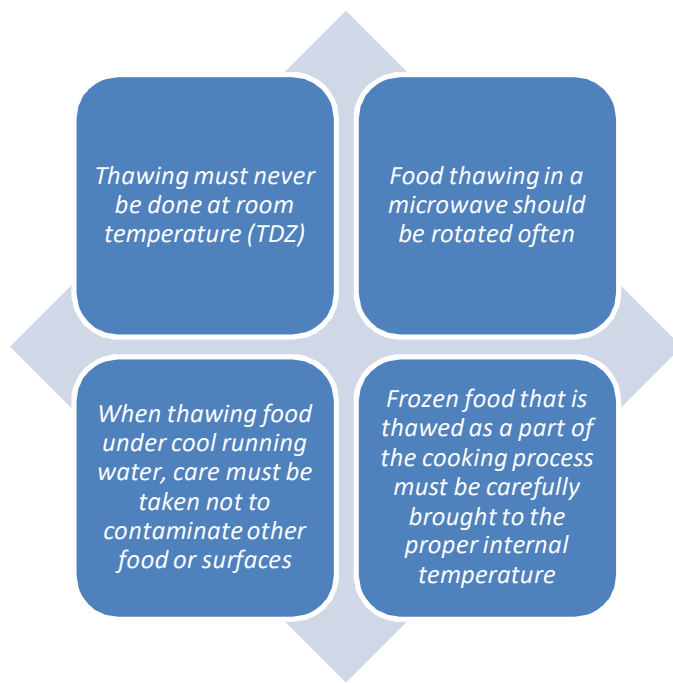 Thawing must never
be done at room
temperature (TDZ)
Food thawing in a
microwave should
be rotated often
When thawing food
under cool running
water, care must be
taken not to
contaminate other
food or surfaces
Frozen food that is
thawed as a part of
the cooking process
must be carefully
brought to the
proper internal
temperature